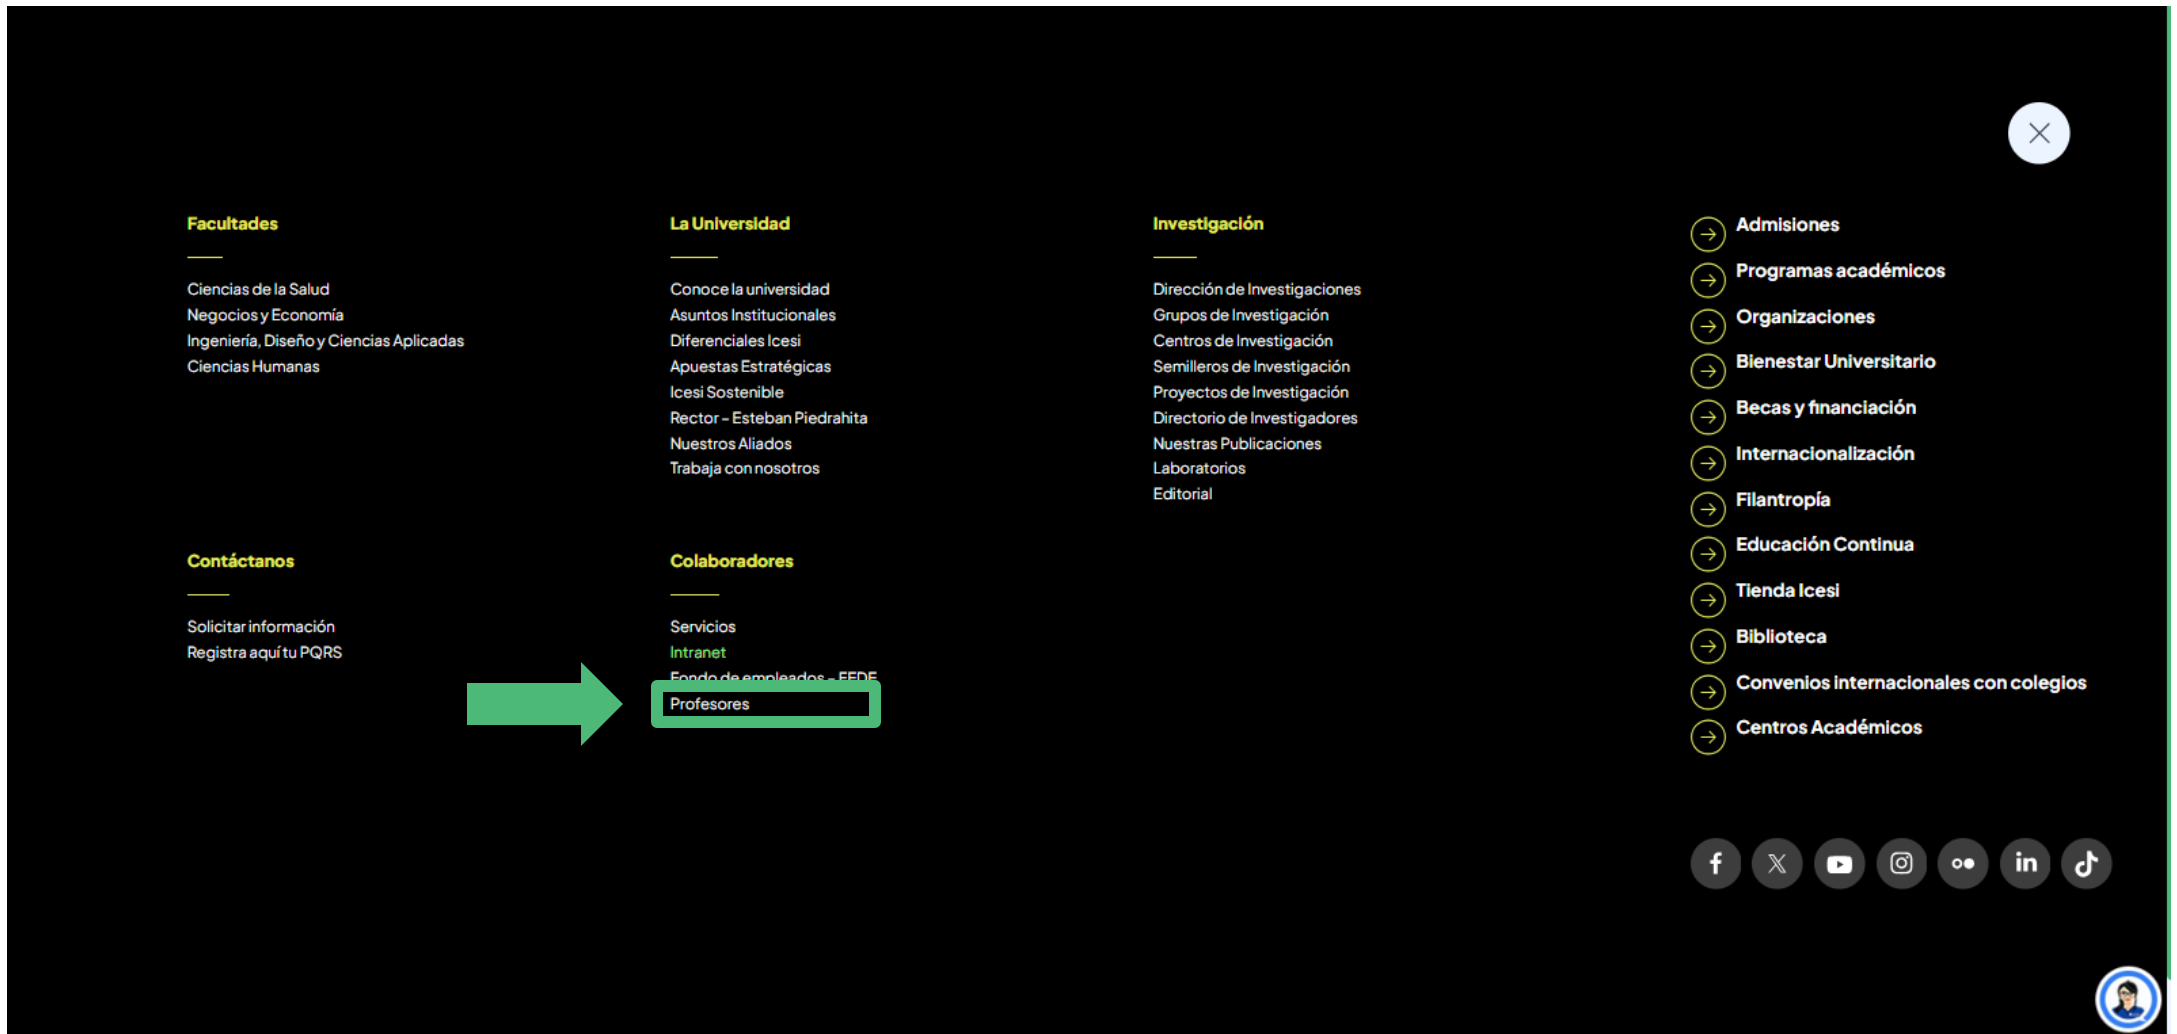 Facultades
Ciencias de la Salud
Negocios y Economía
Ingeniería, Diseño y Ciencias Aplicadas
Ciencias Humanas
La Universidad
Conoce la universidad
Asuntos Institucionales
Diferenciales Icesi
Apuestas Estratégicas
Icesi Sostenible
Rector – Esteban Piedrahita
Nuestros Aliados
Trabaja con nosotros
Investigación
Dirección de Investigaciones
Grupos de Investigación
Centros de Investigación
Semilleros de Investigación
Proyectos de Investigación
Directorio de Investigadores
Nuestras Publicaciones
Laboratorios
Editorial
Contáctanos
Solicitar información
Registra aquí tu PQRS
Colaboradores
Servicios
Intranet
Fondo de empleados –
Profesores
Admisiones
Programas académicos
Organizaciones
Bienestar Universitario
Becas y financiación
Internacionalización
Filantropía
Educación Continua
Tienda Icesi
Biblioteca
Convenios internacionales con colegios
Centros Académicos